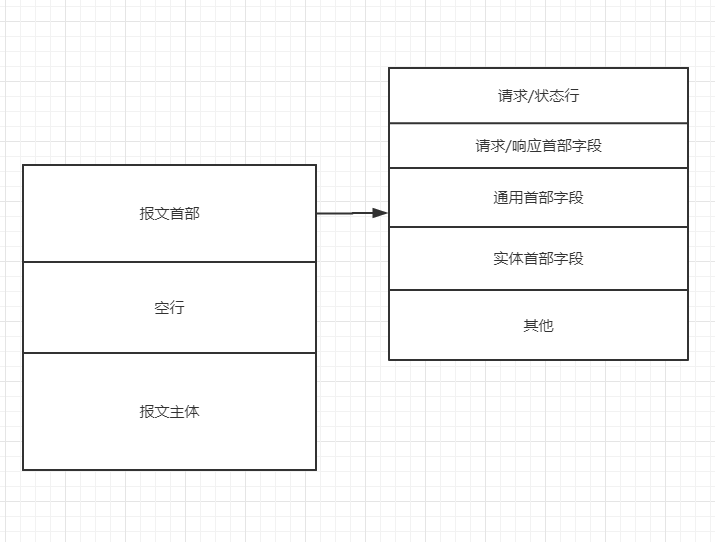 报文首部
空行
报文主体
请求/状态行
请求/响应首部字段
通用首部字段
实体首部字段
其他